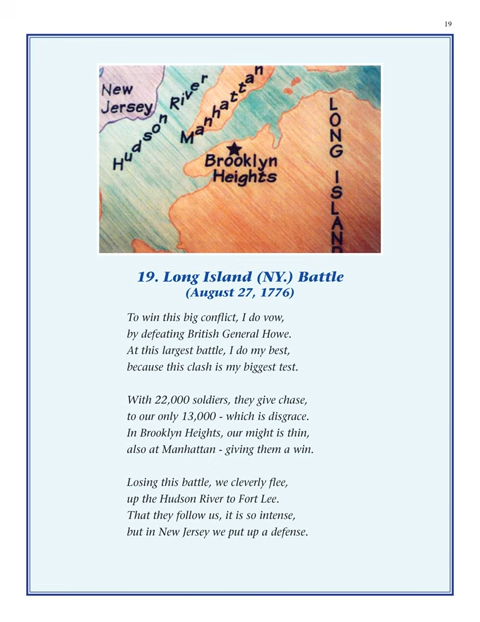 19
New
Jersey
Hudson River
Manhattan
Brooklyn
Heights
LONG ISLAND
19. Long Island (NY.) Battle
(August 27, 1776)
To win this big conflict, I do vow,
by defeating British General Howe.
At this largest battle, I do my best,
because this clash is my biggest test.
With 22,000 soldiers, they give chase,
to our only 13,000 - which is disgrace.
In Brooklyn Heights, our might is thin,
also at Manhattan - giving them a win.
Losing this battle, we cleverly flee,
up the Hudson River to Fort Lee.
That they follow us, it is so intense,
but in New Jersey we put up a defense.